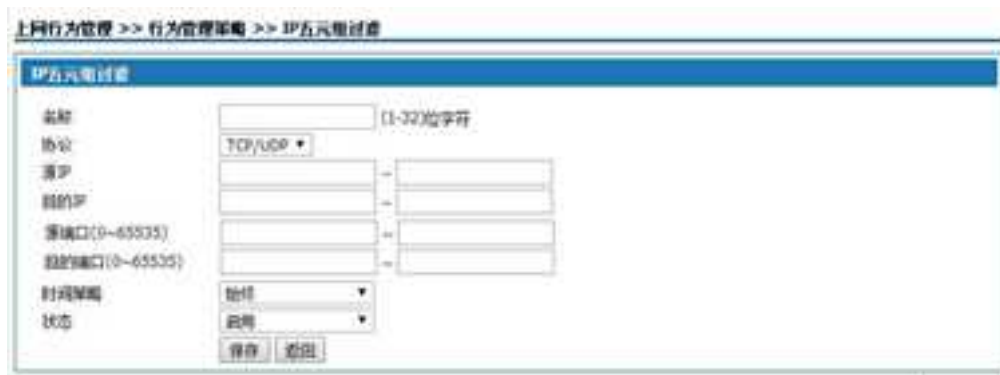 上网行为管理 >> 行为管理策略 >> IP五元组过滤
IP五元组过滤
名称 (1-32)位字符
协议 TCP/UDP
源IP ~
目的IP ~
源端口(0~65535) ~
目的端口(0~65535) ~
时间策略 始终
状态 启用
保存 返回